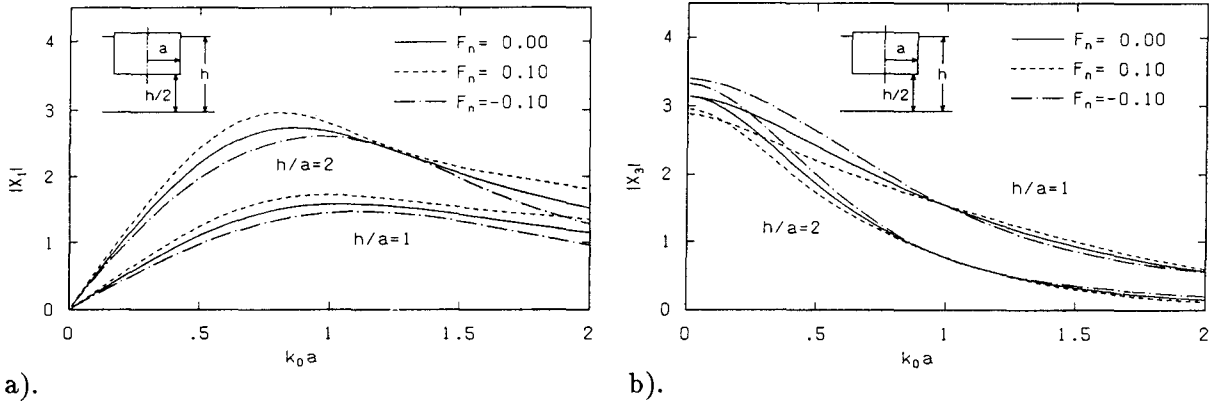 4
3
2
1
0
|X₁|
a
h
h/2
Fₙ= 0.00
Fₙ= 0.10
Fₙ=-0.10
h/a=2
h/a=1
0
.5
1
1.5
2
k₀a
a).
4
3
2
1
0
|X₃|
a
h
h/2
Fₙ= 0.00
Fₙ= 0.10
Fₙ=-0.10
h/a=1
h/a=2
0
.5
1
1.5
2
k₀a
b).